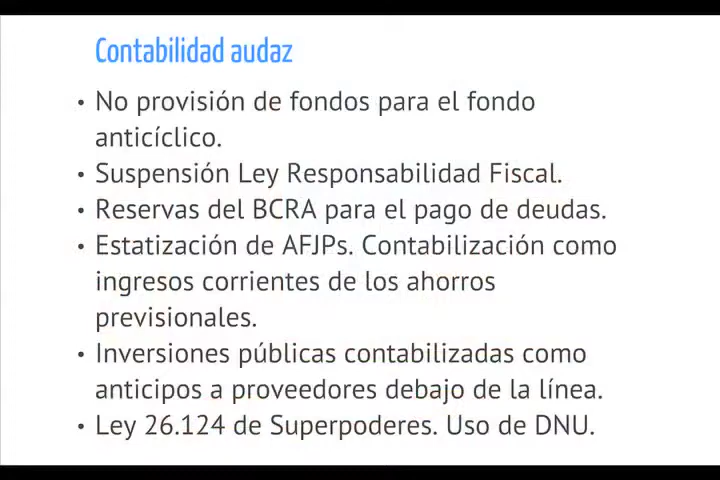 Contabilidad audaz
• No provisión de fondos para el fondo
anticíclico.
• Suspensión Ley Responsabilidad Fiscal.
• Reservas del BCRA para el pago de deudas.
• Estatización de AFJPs. Contabilización como
ingresos corrientes de los ahorros
previsionales.
• Inversiones públicas contabilizadas como
anticipos a proveedores debajo de la línea.
• Ley 26.124 de Superpoderes. Uso de DNU.